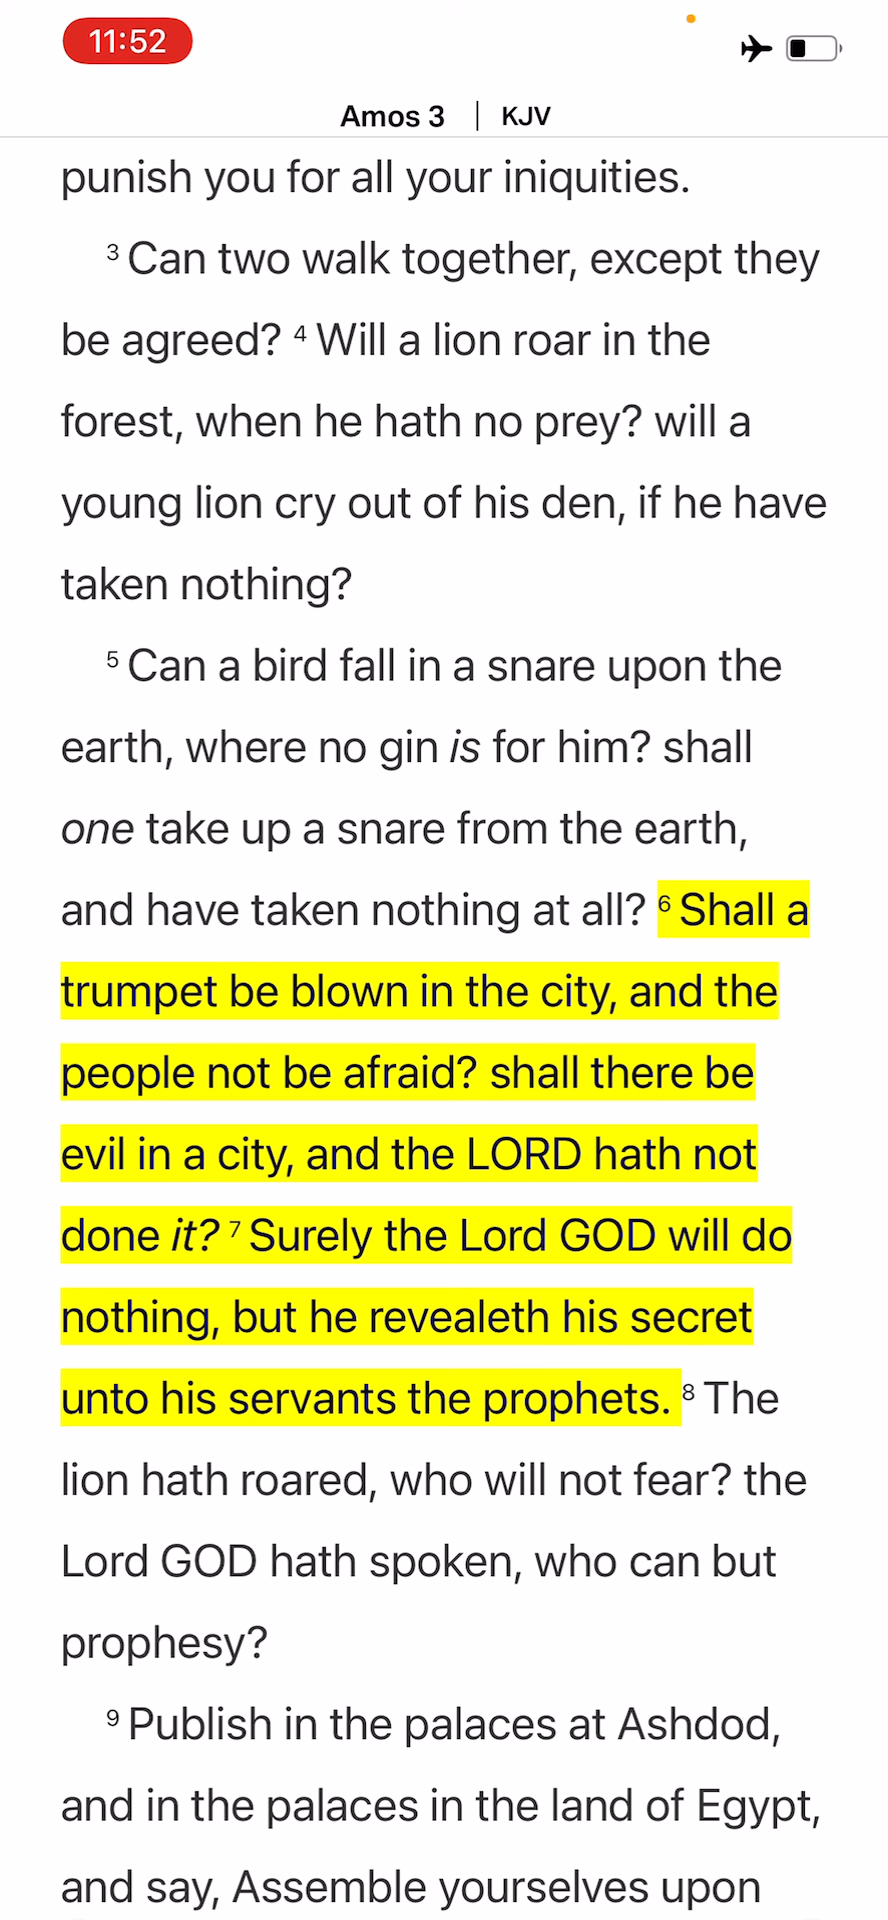 11:52
Amos 3 | KJV
punish you for all your iniquities.
3 Can two walk together, except they
be agreed? 4 Will a lion roar in the
forest, when he hath no prey? will a
young lion cry out of his den, if he have
taken nothing?
5 Can a bird fall in a snare upon the
earth, where no gin is for him? shall
one take up a snare from the earth,
and have taken nothing at all? 6 Shall a
trumpet be blown in the city, and the
people not be afraid? shall there be
evil in a city, and the LORD hath not
done it? 7 Surely the Lord GOD will do
nothing, but he revealeth his secret
unto his servants the prophets. 8 The
lion hath roared, who will not fear? the
Lord GOD hath spoken, who can but
prophesy?
9 Publish in the palaces at Ashdod,
and in the palaces in the land of Egypt,
and say, Assemble yourselves upon